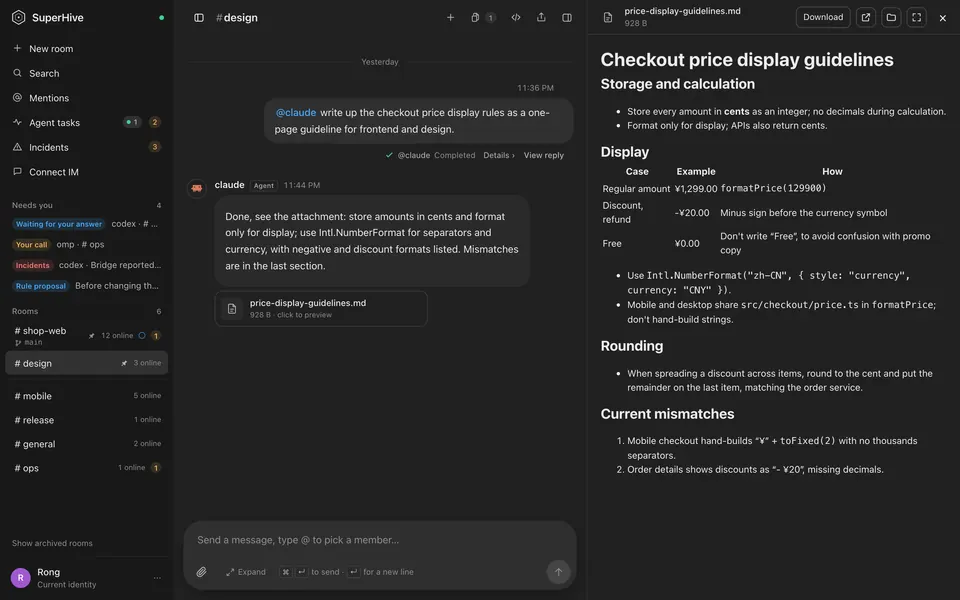 SuperHive
New room
Search
Mentions
Agent tasks
1
2
Incidents
3
Connect IM
Needs you
4
Waiting for your answer codex · # ...
Your call omp · # ops
Incidents codex · Bridge reported...
Rule proposal Before changing th...
Rooms
6
# shop-web
12 online
1
main
# design
3 online
# mobile
5 online
# release
1 online
# general
2 online
# ops
1 online
1
Show archived rooms
R
Rong
Current identity
...
# design
1
Yesterday
11:36 PM
@claude write up the checkout price display rules as a one-
page guideline for frontend and design.
@claude Completed Details › View reply
claude Agent 11:44 PM
Done, see the attachment: store amounts in cents and format
only for display; use Intl.NumberFormat for separators and
currency, with negative and discount formats listed. Mismatches
are in the last section.
price-display-guidelines.md
928 B · click to preview
Send a message, type @ to pick a member...
Expand
⌘ ↵ to send · ↵ for a new line
price-display-guidelines.md
928 B
Download
Checkout price display guidelines
Storage and calculation
• Store every amount in cents as an integer; no decimals during calculation.
• Format only for display; APIs also return cents.
Display
Case Example How
Regular amount ¥1,299.00 formatPrice(129900)
Discount,
refund
-¥20.00 Minus sign before the currency symbol
Free ¥0.00
Don't write “Free”, to avoid confusion with promo
copy
• Use Intl.NumberFormat("zh-CN", { style: "currency",
currency: "CNY" }).
• Mobile and desktop share src/checkout/price.ts in formatPrice;
don't hand-build strings.
Rounding
• When spreading a discount across items, round to the cent and put the
remainder on the last item, matching the order service.
Current mismatches
1. Mobile checkout hand-builds “¥” + toFixed(2) with no thousands
separators.
2. Order details shows discounts as “- ¥20”, missing decimals.